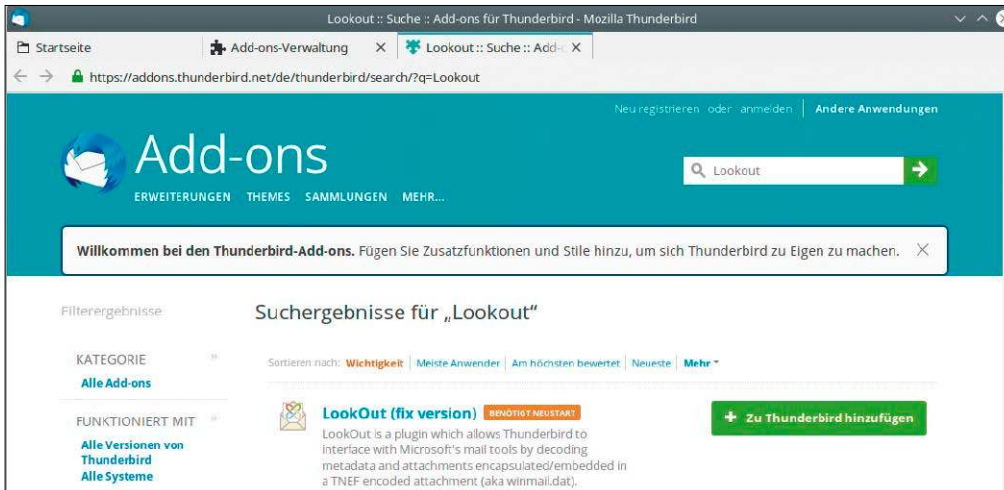 Lookout :: Suche :: Add-ons für Thunderbird - Mozilla Thunderbird
Startseite
Add-ons-Verwaltung
Lookout :: Suche :: Add-
https://addons.thunderbird.net/de/thunderbird/search/?q=Lookout
Neu registrieren oder anmelden | Andere Anwendungen
Add-ons
Lookout
ERWEITERUNGEN THEMES SAMMLUNGEN MEHR...
Willkommen bei den Thunderbird-Add-ons. Fügen Sie Zusatzfunktionen und Stile hinzu, um sich Thunderbird zu Eigen zu machen.
Filterergebnisse
KATEGORIE
Alle Add-ons
FUNKTIONIERT MIT
Alle Versionen von
Thunderbird
Alle Systeme
Suchergebnisse für „Lookout“
Sortieren nach: Wichtigkeit | Meiste Anwender | Am höchsten bewertet | Neueste | Mehr
LookOut (fix version) BENÖTIGT NEUSTART
LookOut is a plugin which allows Thunderbird to
interface with Microsoft's mail tools by decoding
metadata and attachments encapsulated/embedded in
a TNEF encoded attachment (aka winmail.dat).
+ Zu Thunderbird hinzufügen